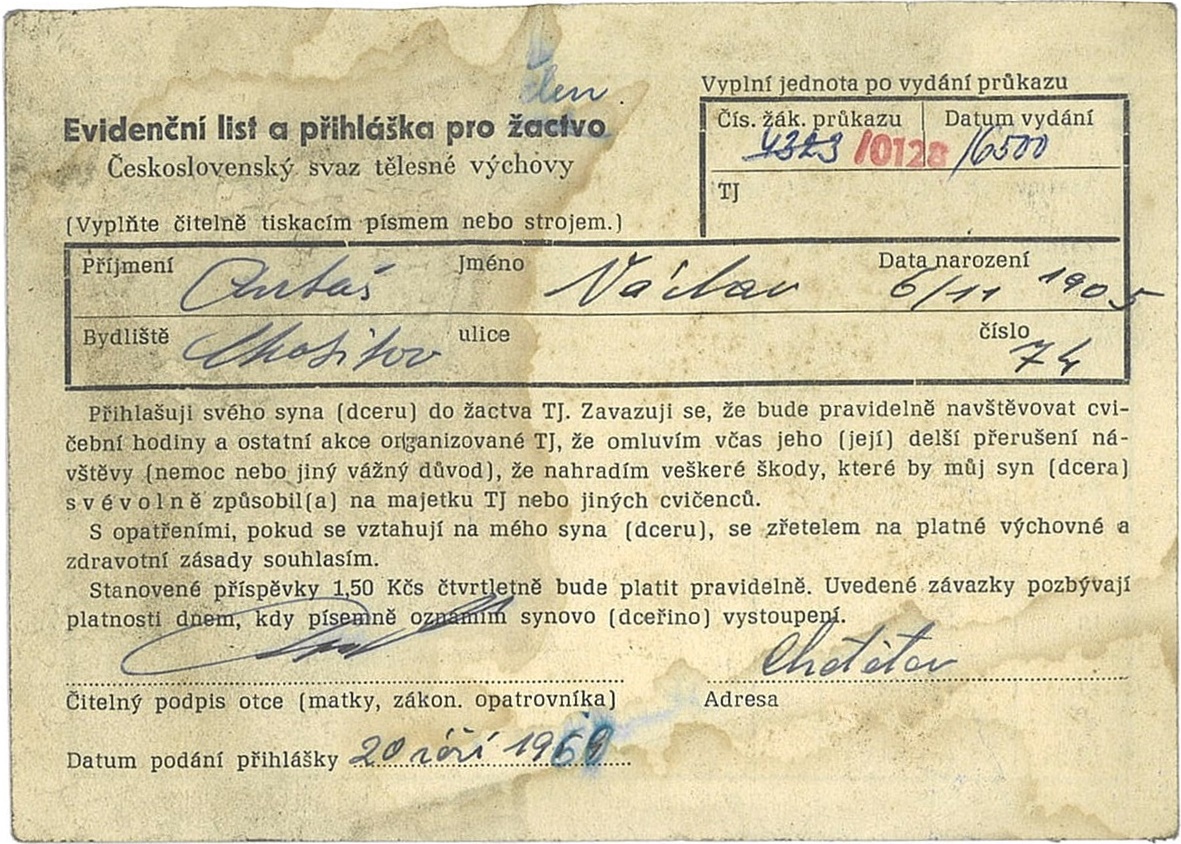 člen
Vyplní jednota po vydání průkazu
Evidenční list a přihláška pro žactvo
Československý svaz tělesné výchovy
Čís. žák. průkazu Datum vydání
4323 /0128 /6500
TJ
(Vyplňte čitelně tiskacím písmem nebo strojem.)
Příjmení Antoš Jméno Václav Data narození 6/11 1905
Bydliště ulice číslo 74
Přihlašuji svého syna (dceru) do žactva TJ. Zavazuji se, že bude pravidelně navštěvovat cvi-
čební hodiny a ostatní akce organizované TJ, že omluvím včas jeho (její) delší přerušení ná-
vštěvy (nemoc nebo jiný vážný důvod), že nahradím veškeré škody, které by můj syn (dcera)
svévolně způsobil(a) na majetku TJ nebo jiných cvičenců.
S opatřeními, pokud se vztahují na mého syna (dceru), se zřetelem na platné výchovné a
zdravotní zásady souhlasím.
Stanovené příspěvky 1,50 Kčs čtvrtletně bude platit pravidelně. Uvedené závazky pozbývají
platnosti dnem, kdy písemně oznámím synovo (dceřino) vystoupení.
Čitelný podpis otce (matky, zákon. opatrovníka) Adresa
Datum podání přihlášky 20 září 196